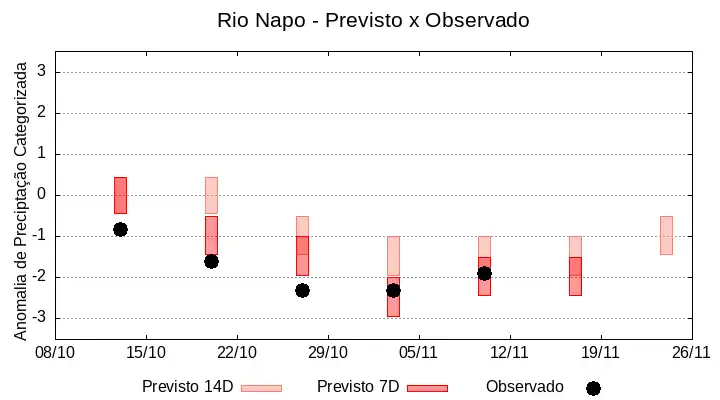 Rio Napo - Previsto x Observado
Anomalia de Preciptação Categorizada
3
2
1
0
-1
-2
-3
08/10 15/10 22/10 29/10 05/11 12/11 19/11 26/11
Previsto 14D Previsto 7D Observado